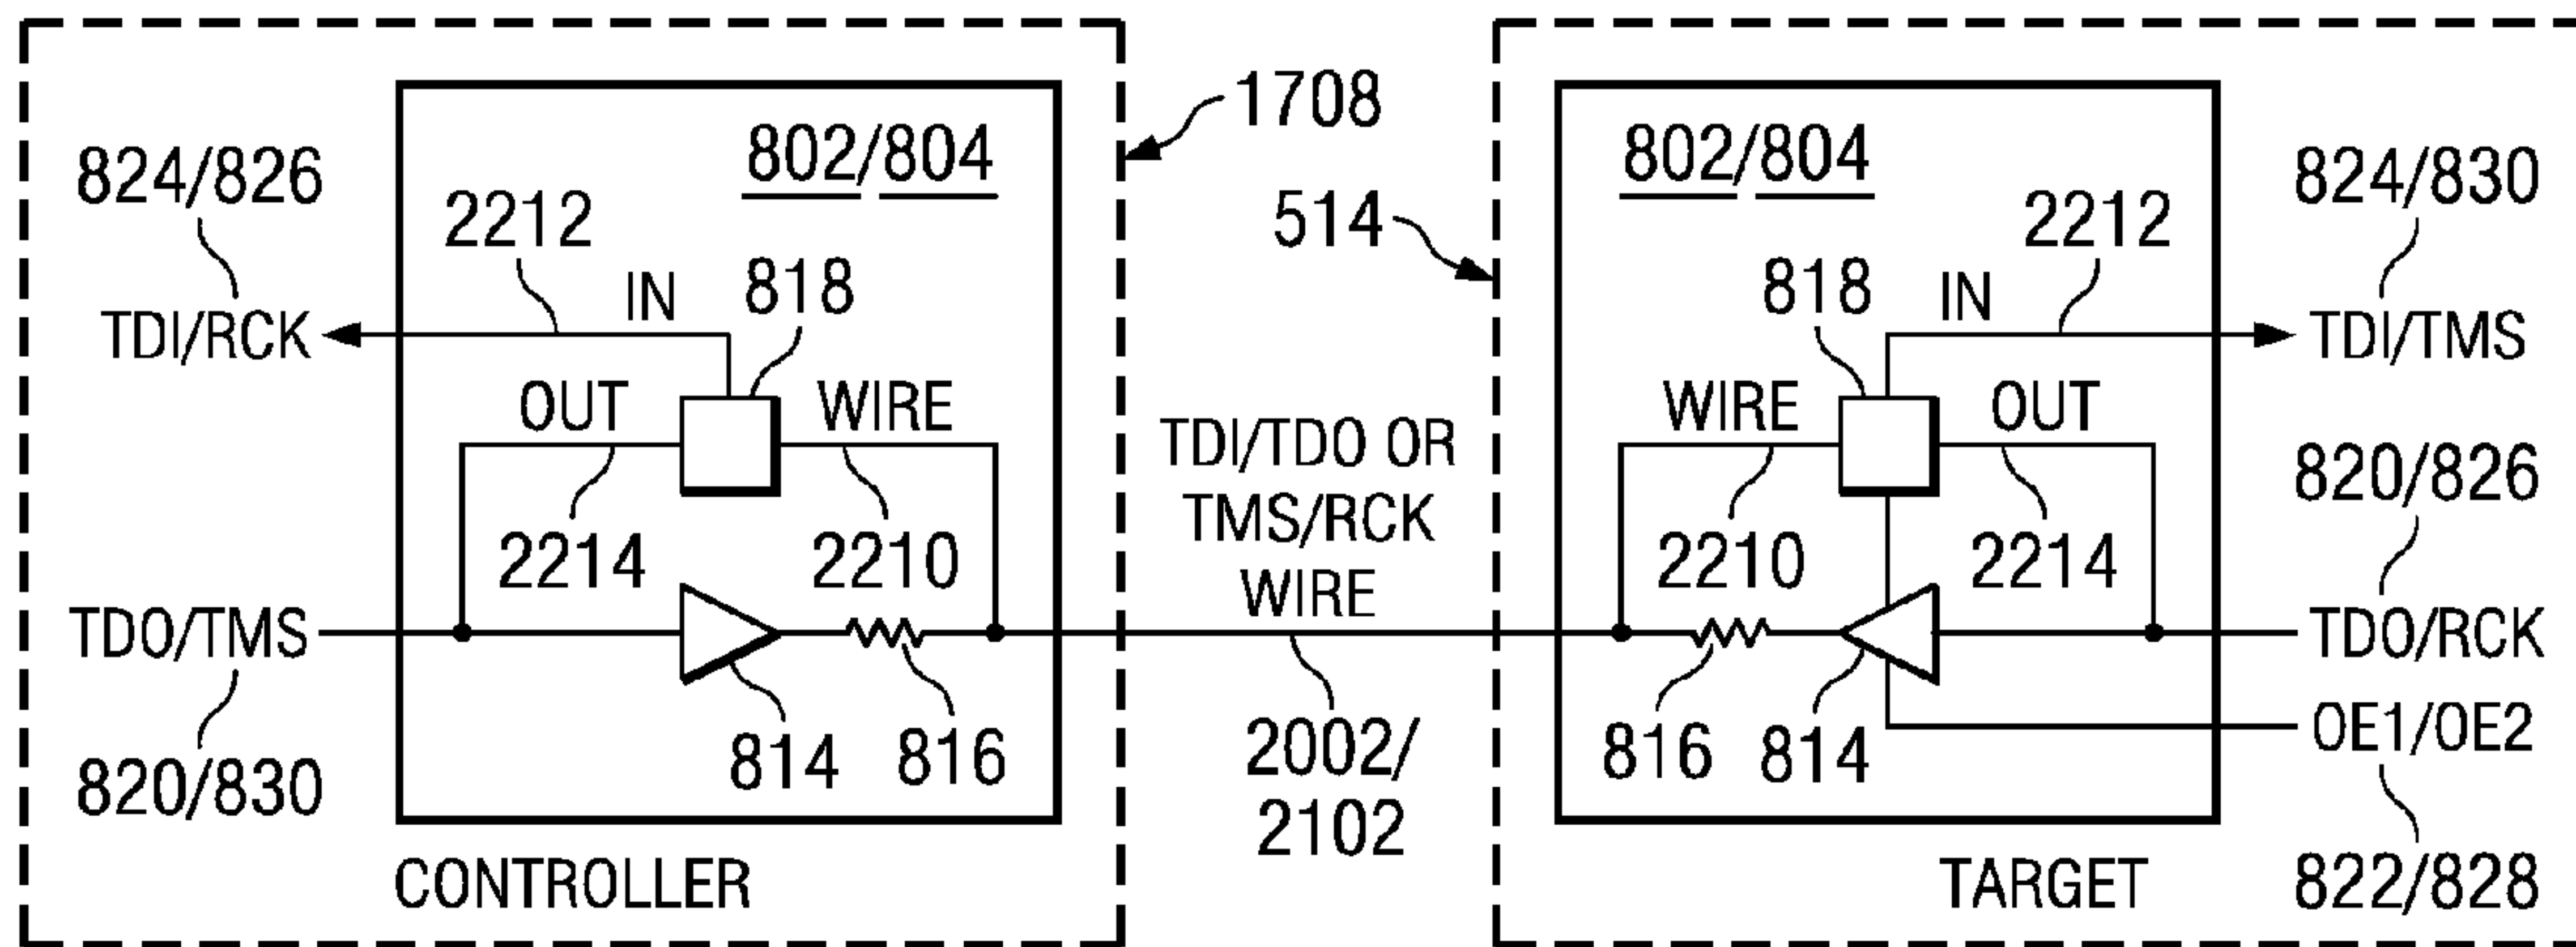 1708
802/804
802/804
824/826
824/830
514
2212
2212
818
818
IN
IN
TDI/RCK
TDI/TMS
OUT
WIRE
WIRE
OUT
TDI/TDO OR
TMS/RCK
WIRE
820/826
2214
2210
2210
2214
TDO/TMS
TDO/RCK
OE1/OE2
814
816
816
814
2002/
2102
820/830
822/828
CONTROLLER
TARGET